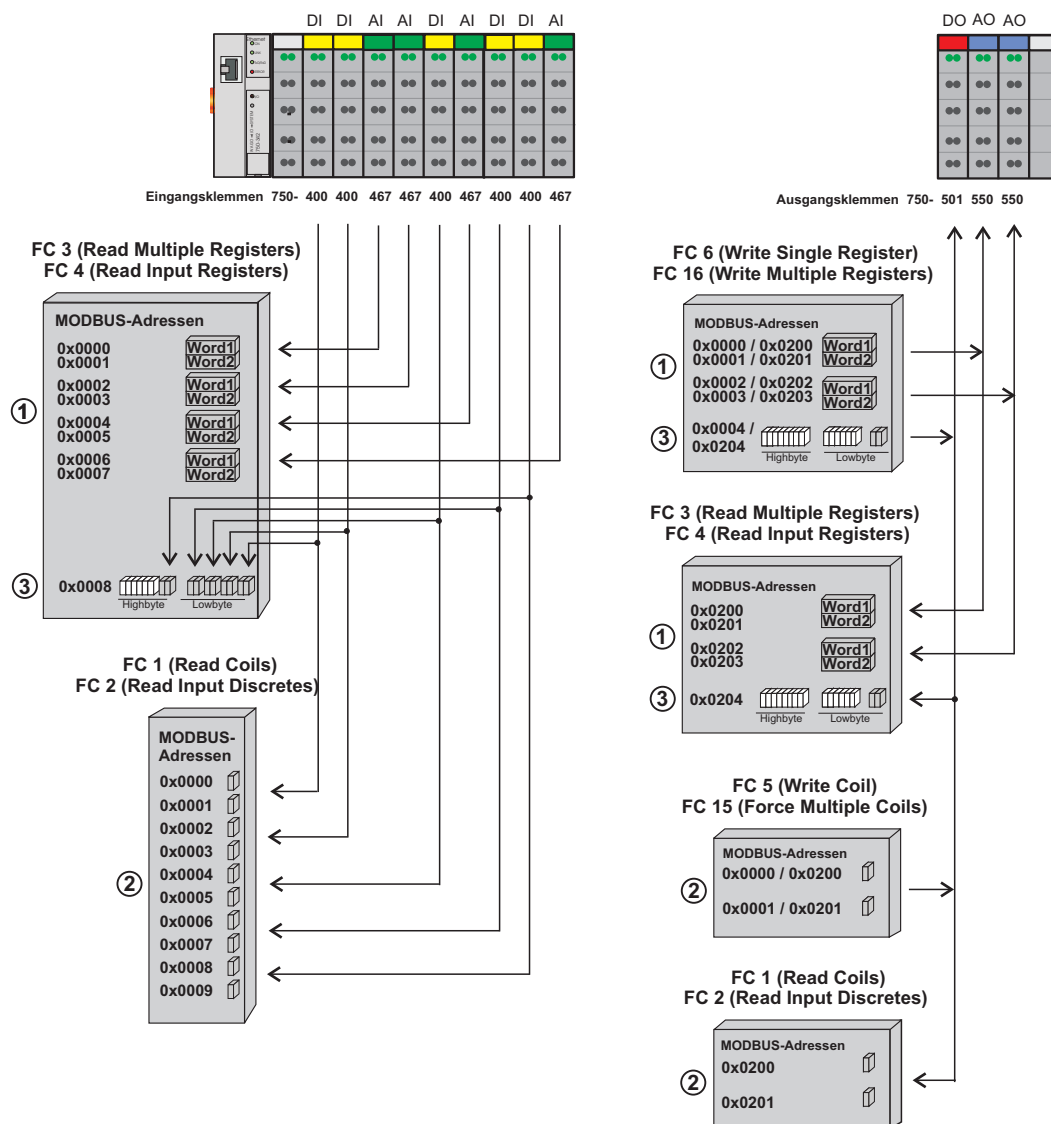 DI DI AI AI DI AI DI DI AI
Ethernet
750-342
Eingangsklemmen 750- 400 400 467 467 400 467 400 400 467
FC 3 (Read Multiple Registers)
FC 4 (Read Input Registers)
MODBUS-Adressen
1
0x0000 Word1
0x0001 Word2
0x0002 Word1
0x0003 Word2
0x0004 Word1
0x0005 Word2
0x0006 Word1
0x0007 Word2
3 0x0008
Highbyte Lowbyte
FC 1 (Read Coils)
FC 2 (Read Input Discretes)
MODBUS-
Adressen
0x0000
0x0001
0x0002
0x0003
2 0x0004
0x0005
0x0006
0x0007
0x0008
0x0009
DO AO AO
Ausgangsklemmen 750- 501 550 550
FC 6 (Write Single Register)
FC 16 (Write Multiple Registers)
MODBUS-Adressen
1
0x0000 / 0x0200 Word1
0x0001 / 0x0201 Word2
0x0002 / 0x0202 Word1
0x0003 / 0x0203 Word2
3 0x0004 /
0x0204
Highbyte Lowbyte
FC 3 (Read Multiple Registers)
FC 4 (Read Input Registers)
MODBUS-Adressen
1
0x0200 Word1
0x0201 Word2
0x0202 Word1
0x0203 Word2
3 0x0204
Highbyte Lowbyte
FC 5 (Write Coil)
FC 15 (Force Multiple Coils)
MODBUS-Adressen
2
0x0000 / 0x0200
0x0001 / 0x0201
FC 1 (Read Coils)
FC 2 (Read Input Discretes)
MODBUS-Adressen
2
0x0200
0x0201